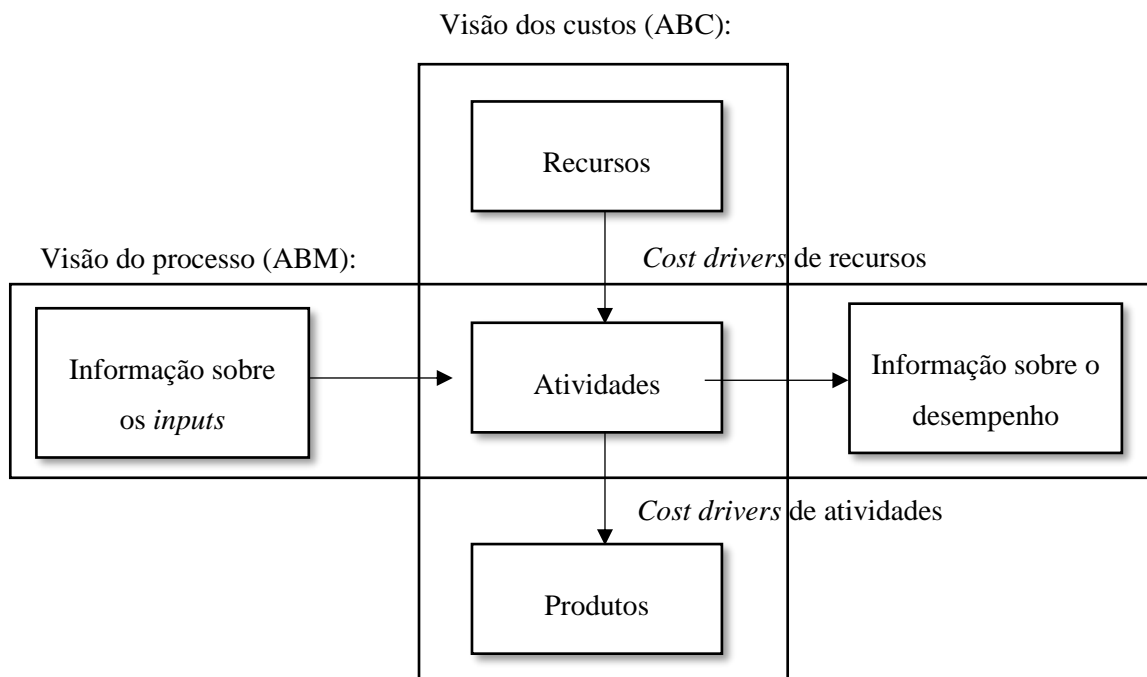 Visão dos custos (ABC):
Recursos
Visão do processo (ABM):
Cost drivers de recursos
Informação sobre
os inputs
Atividades
Informação sobre o
desempenho
Cost drivers de atividades
Produtos